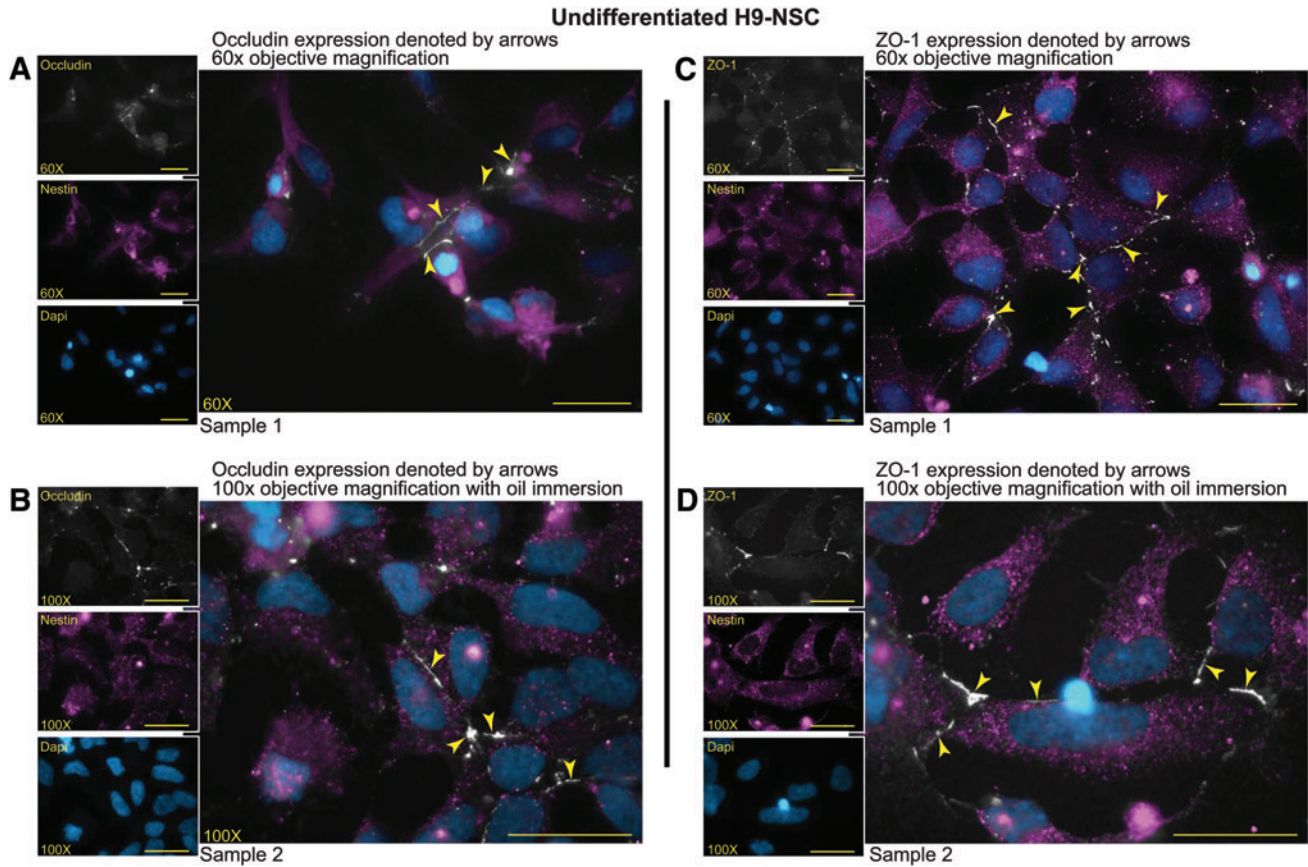 Undifferentiated H9-NSC
A
Occludin expression denoted by arrows
60x objective magnification
Occludin
60X
Nestin
60X
Dapi
60X
60X
Sample 1
B
Occludin expression denoted by arrows
100x objective magnification with oil immersion
Occludin
100X
Nestin
100X
Dapi
100X
100X
Sample 2
C
ZO-1 expression denoted by arrows
60x objective magnification
ZO-1
60X
Nestin
60X
Dapi
60X
Sample 1
D
ZO-1 expression denoted by arrows
100x objective magnification with oil immersion
ZO-1
100X
Nestin
100X
Dapi
100X
Sample 2